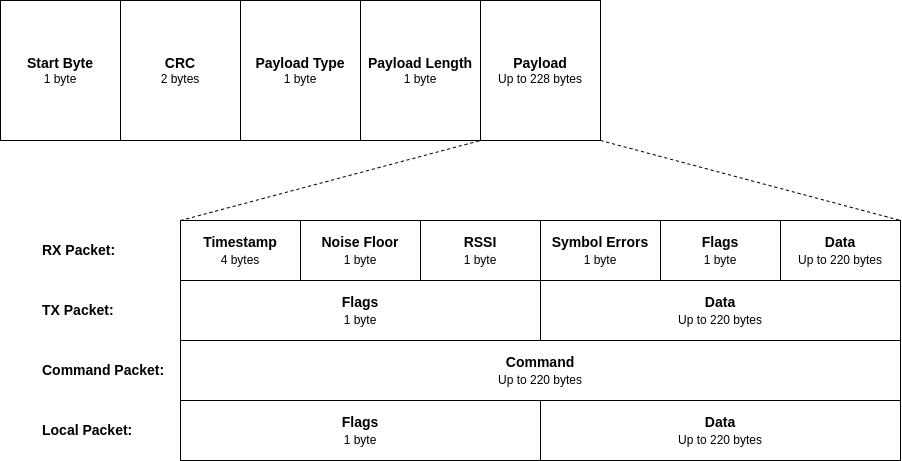 Start Byte
1 byte
CRC
2 bytes
Payload Type
1 byte
Payload Length
1 byte
Payload
Up to 228 bytes
RX Packet:
Timestamp
4 bytes
Noise Floor
1 byte
RSSI
1 byte
Symbol Errors
1 byte
Flags
1 byte
Data
Up to 220 bytes
TX Packet:
Flags
1 byte
Data
Up to 220 bytes
Command Packet:
Command
Up to 220 bytes
Local Packet:
Flags
1 byte
Data
Up to 220 bytes